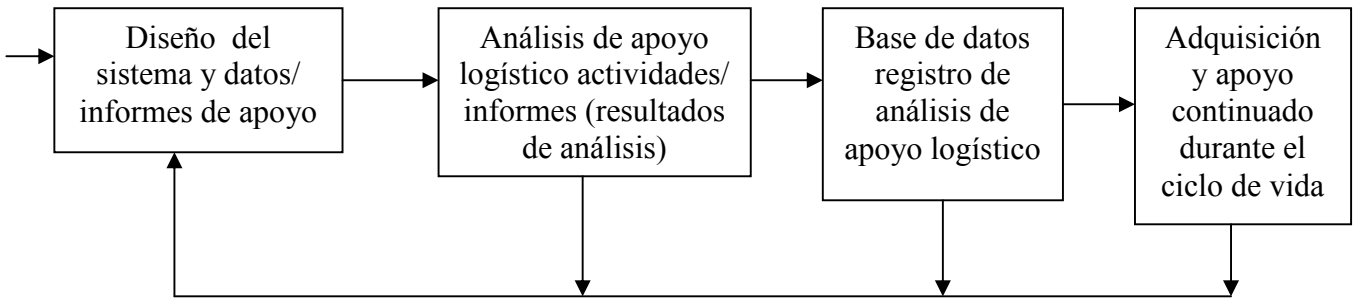 Diseño del
sistema y datos/
informes de apoyo
Análisis de apoyo
logístico actividades/
informes (resultados
de análisis)
Base de datos
registro de
análisis de
apoyo logístico
Adquisición
y apoyo
continuado
durante el
ciclo de vida